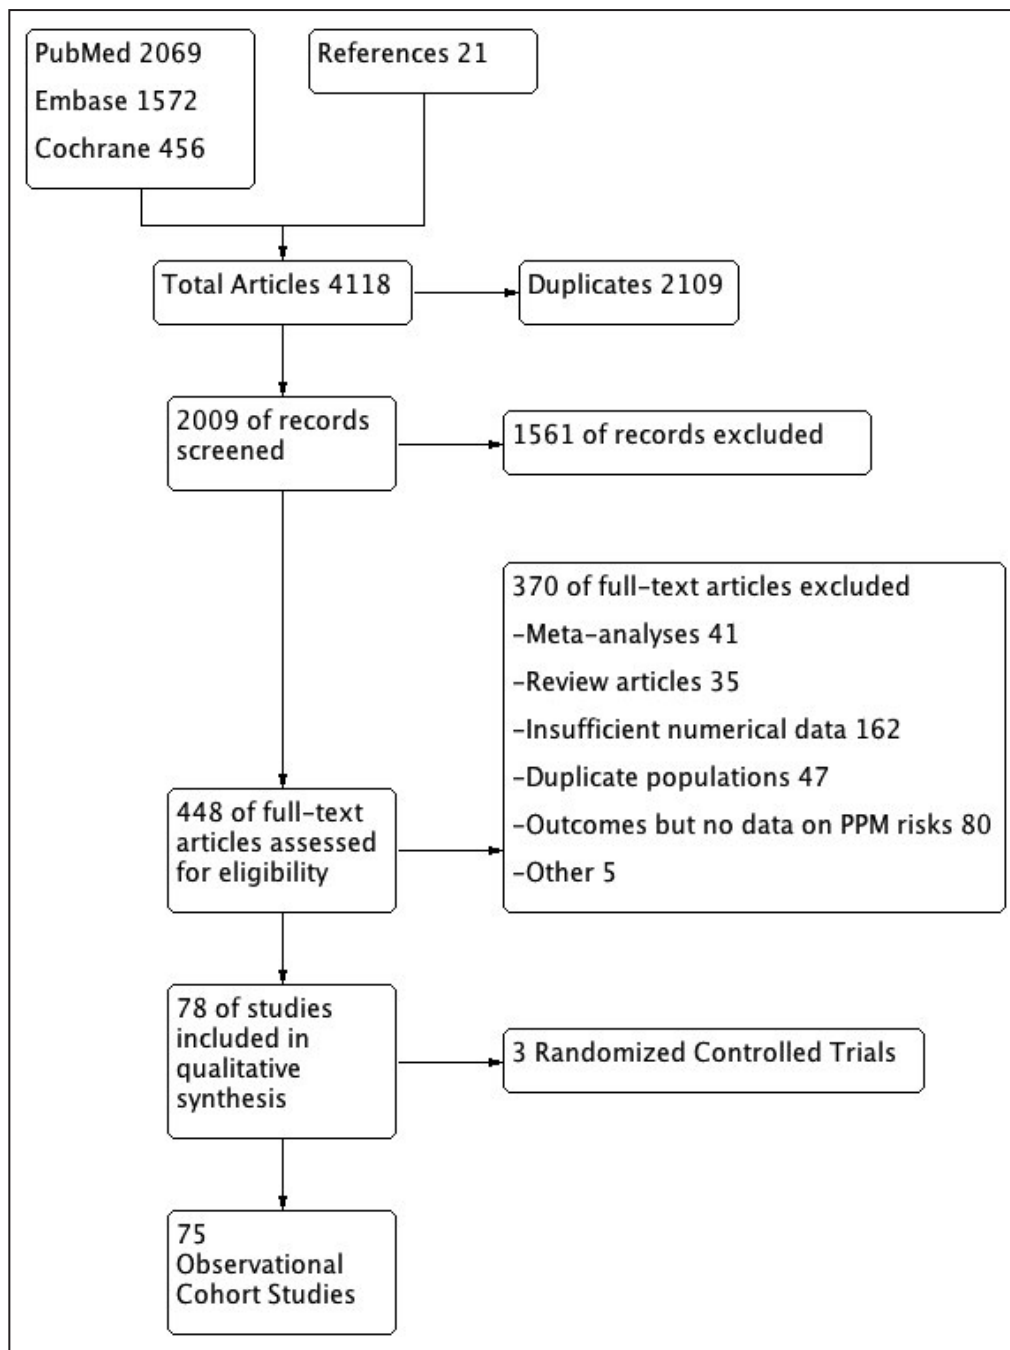 PubMed 2069
Embase 1572
Cochrane 456
References 21
Total Articles 4118
Duplicates 2109
2009 of records
screened
1561 of records excluded
370 of full-text articles excluded
-Meta-analyses 41
-Review articles 35
-Insufficient numerical data 162
-Duplicate populations 47
-Outcomes but no data on PPM risks 80
-Other 5
448 of full-text
articles assessed
for eligibility
78 of studies
included in
qualitative
synthesis
3 Randomized Controlled Trials
75
Observational
Cohort Studies